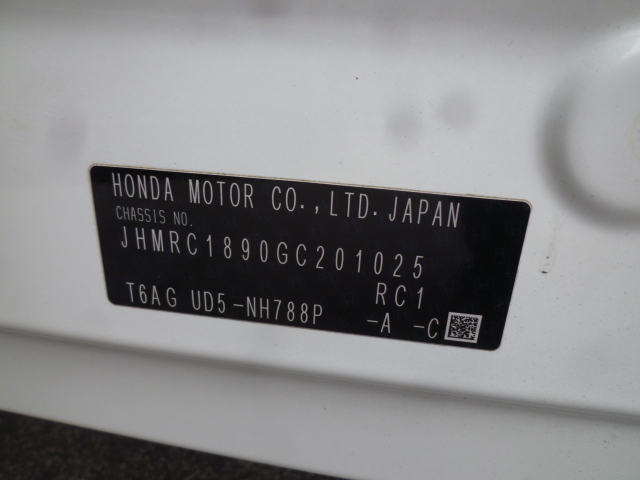 HONDA MOTOR CO.,LTD.JAPAN
CHASSIS NO.
JHMRC1890GC201025
RC1
T6AG UD5-NH788P -A -C